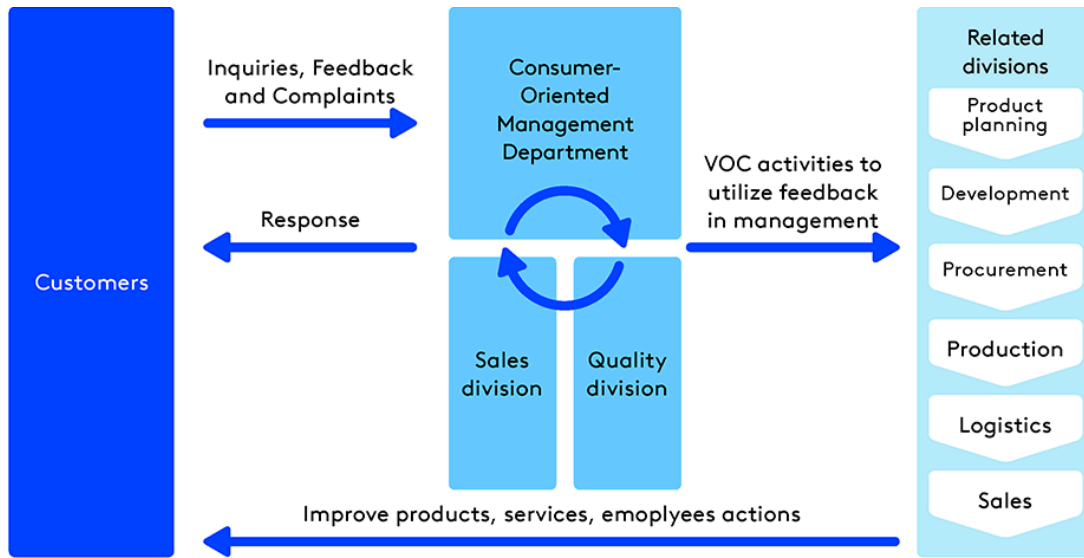 Customers
Inquiries, Feedback
and Complaints
Response
Consumer-
Oriented
Management
Department
Sales
division
Quality
division
VOC activities to
utilize feedback
in management
Related
divisions
Product
planning
Development
Procurement
Production
Logistics
Sales
Improve products, services, emoplyees actions